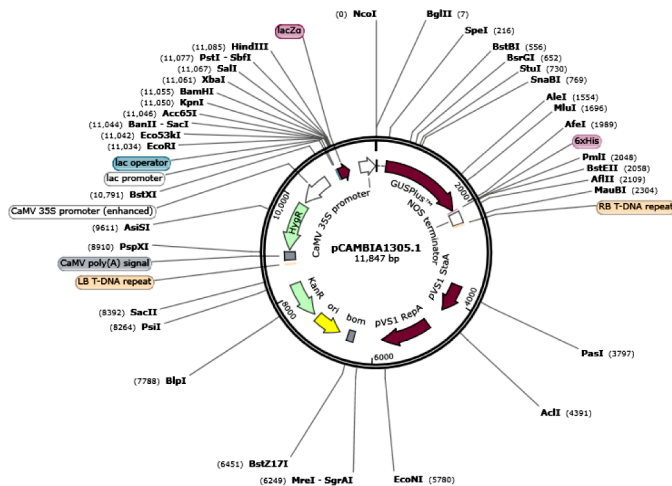 (0) NcoI
BglII (7)
SpeI (216)
BstBI (556)
BsrGI (652)
StuI (730)
SnaBI (769)
AleI (1554)
MluI (1696)
AfeI (1989)
6xHis
PmlI (2048)
BstEII (2058)
AflII (2109)
MauBI (2304)
RB T-DNA repeat
PasI (3797)
AclI (4391)
EcoNI (5780)
(6249) MreI - SgrAI
(6451) BstZ17I
(7788) BlpI
(8264) PsiI
(8392) SacII
LB T-DNA repeat
CaMV poly(A) signal
(8910) PspXI
(9611) AsiSI
CaMV 35S promoter (enhanced)
(10,791) BstXI
lac promoter
lac operator
(11,034) EcoRI
(11,042) Eco53kI
(11,044) BanII - SacI
(11,046) Acc65I
(11,050) KpnI
(11,055) BamHI
(11,061) XbaI
(11,067) SalI
(11,077) PstI - SbfI
(11,085) HindIII
lacZα
2000
4000
6000
8000
10,000
CaMV 35S promoter
GUSPlus™
NOS terminator
pVS1 StaA
pVS1 RepA
bom
ori
KanR
HygR
pCAMBIA1305.1
11,847 bp